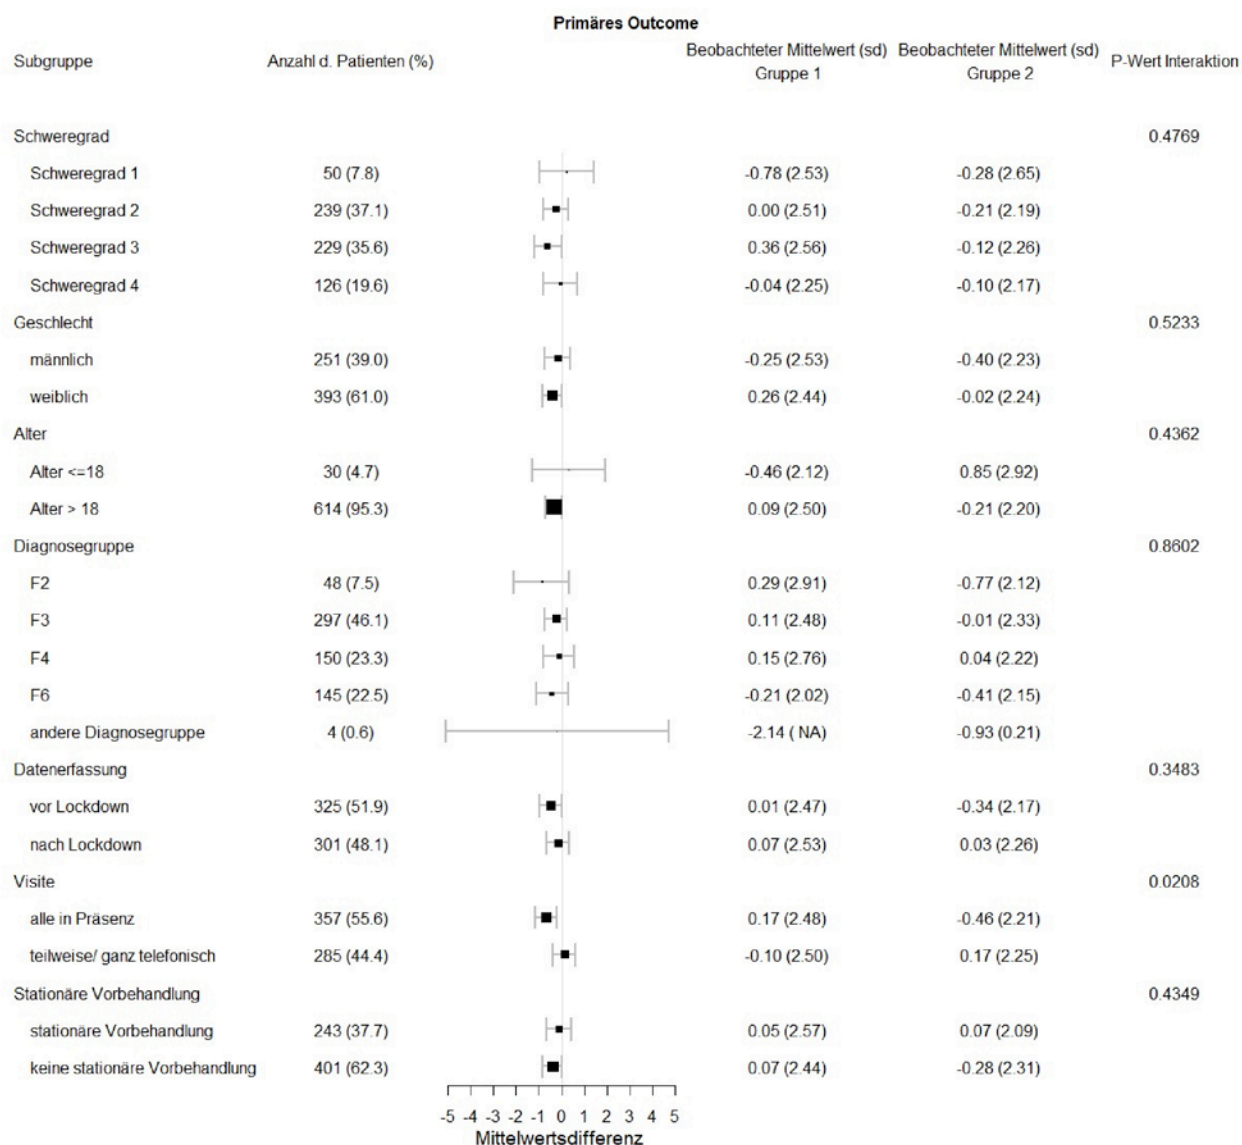 Primäres Outcome
Subgruppe Anzahl d. Patienten (%) Beobachteter Mittelwert (sd) Gruppe 1 Beobachteter Mittelwert (sd) Gruppe 2 P-Wert Interaktion
Schweregrad 0.4769
Schweregrad 1 50 (7.8) -0.78 (2.53) -0.28 (2.65)
Schweregrad 2 239 (37.1) 0.00 (2.51) -0.21 (2.19)
Schweregrad 3 229 (35.6) 0.36 (2.56) -0.12 (2.26)
Schweregrad 4 126 (19.6) -0.04 (2.25) -0.10 (2.17)
Geschlecht 0.5233
männlich 251 (39.0) -0.25 (2.53) -0.40 (2.23)
weiblich 393 (61.0) 0.26 (2.44) -0.02 (2.24)
Alter 0.4362
Alter <=18 30 (4.7) -0.46 (2.12) 0.85 (2.92)
Alter > 18 614 (95.3) 0.09 (2.50) -0.21 (2.20)
Diagnosegruppe 0.8602
F2 48 (7.5) 0.29 (2.91) -0.77 (2.12)
F3 297 (46.1) 0.11 (2.48) -0.01 (2.33)
F4 150 (23.3) 0.15 (2.76) 0.04 (2.22)
F6 145 (22.5) -0.21 (2.02) -0.41 (2.15)
andere Diagnosegruppe 4 (0.6) -2.14 ( NA) -0.93 (0.21)
Datenerfassung 0.3483
vor Lockdown 325 (51.9) 0.01 (2.47) -0.34 (2.17)
nach Lockdown 301 (48.1) 0.07 (2.53) 0.03 (2.26)
Visite 0.0208
alle in Präsenz 357 (55.6) 0.17 (2.48) -0.46 (2.21)
teilweise/ ganz telefonisch 285 (44.4) -0.10 (2.50) 0.17 (2.25)
Stationäre Vorbehandlung 0.4349
stationäre Vorbehandlung 243 (37.7) 0.05 (2.57) 0.07 (2.09)
keine stationäre Vorbehandlung 401 (62.3) 0.07 (2.44) -0.28 (2.31)
-5 -4 -3 -2 -1 0 1 2 3 4 5
Mittelwertsdifferenz